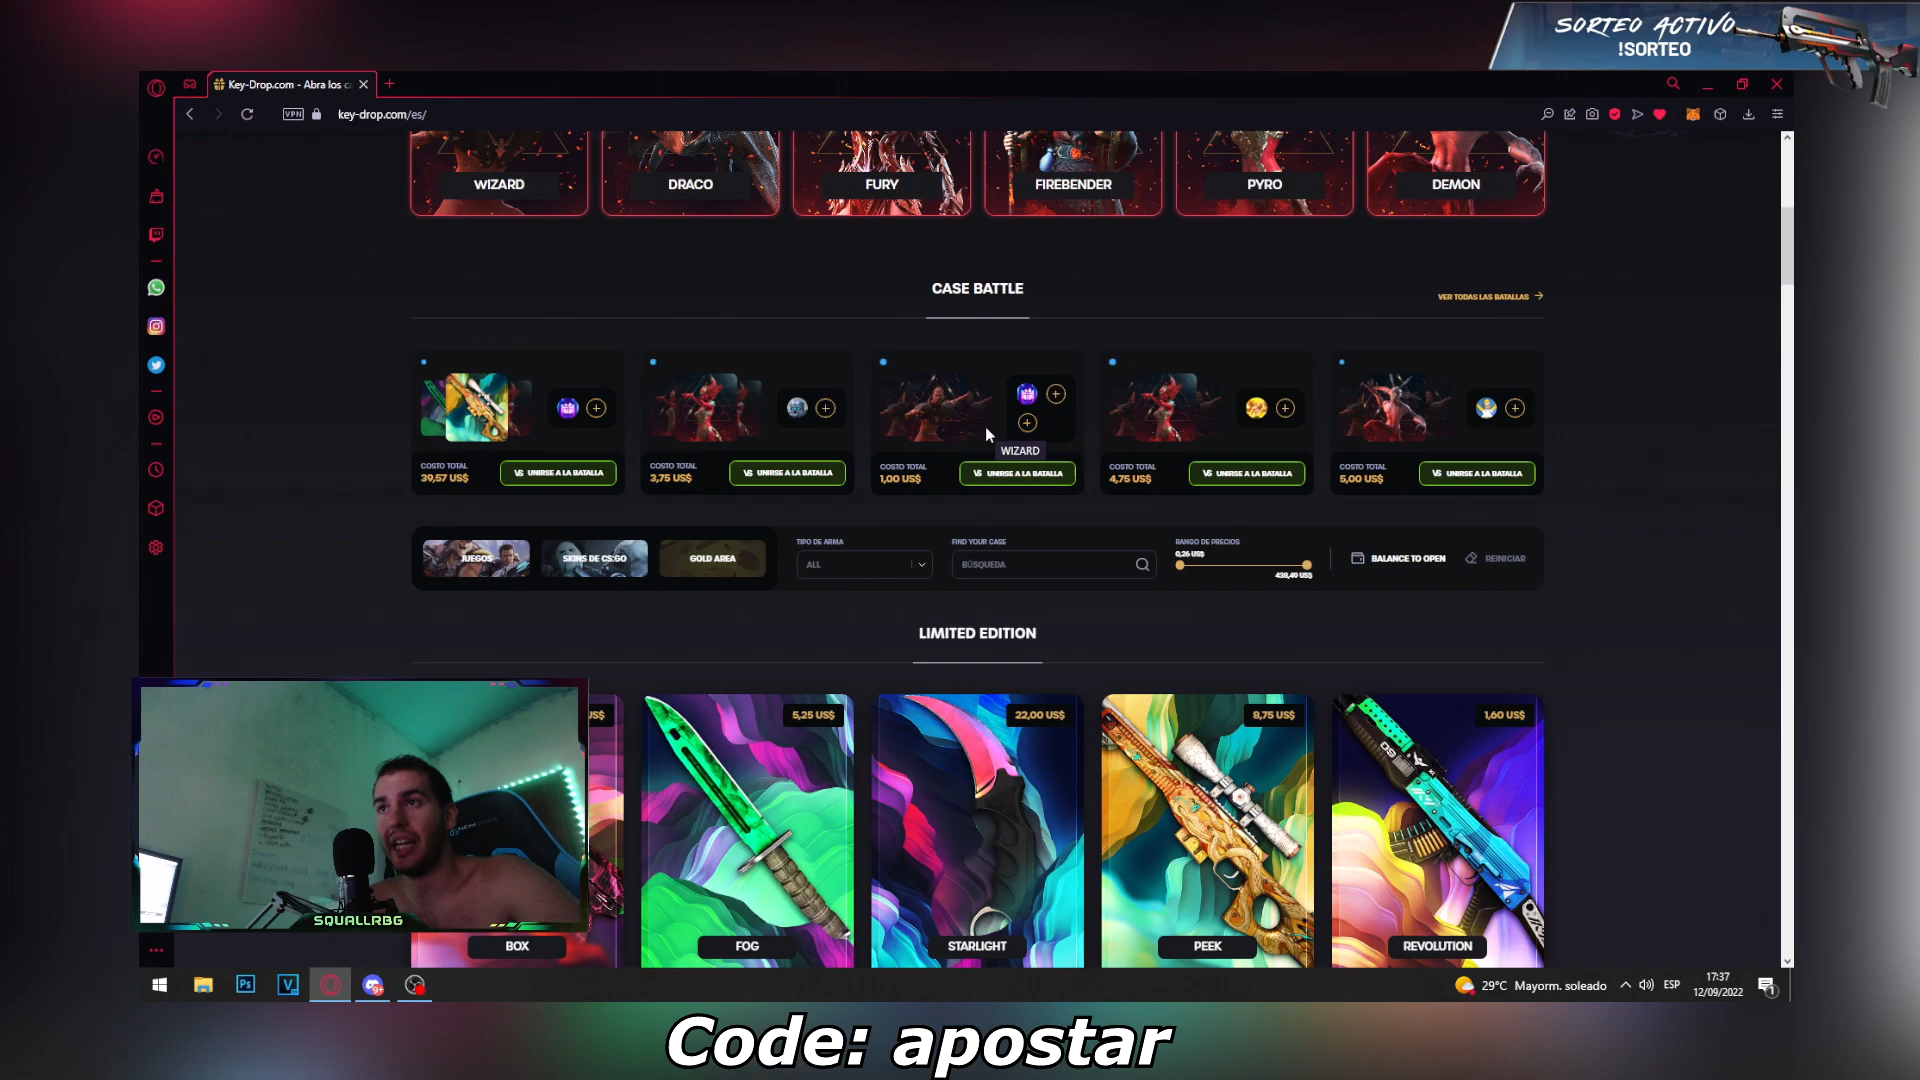 SORTEO ACTIVO
!SORTEO
Key-Drop.com - Abra los c
VPN
key-drop.com/es/
WIZARD
DRACO
FURY
FIREBENDER
PYRO
DEMON
CASE BATTLE
VER TODAS LAS BATALLAS
WIZARD
COSTO TOTAL
39,57 US$
VS UNIRSE A LA BATALLA
COSTO TOTAL
3,75 US$
VS UNIRSE A LA BATALLA
COSTO TOTAL
1,00 US$
VS UNIRSE A LA BATALLA
COSTO TOTAL
4,75 US$
VS UNIRSE A LA BATALLA
COSTO TOTAL
5,00 US$
VS UNIRSE A LA BATALLA
JUEGOS
SKINS DE CS:GO
GOLD AREA
TIPO DE ARMA
ALL
FIND YOUR CASE
BÚSQUEDA
RANGO DE PRECIOS
0,26 US$
438,40 US$
BALANCE TO OPEN
REINICIAR
LIMITED EDITION
US$
5,25 US$
22,00 US$
8,75 US$
1,60 US$
BOX
FOG
STARLIGHT
PEEK
REVOLUTION
SQUALLRBG
Ps
V
9+
29°C Mayorm. soleado
ESP
17:37
12/09/2022
1
Code: apostar